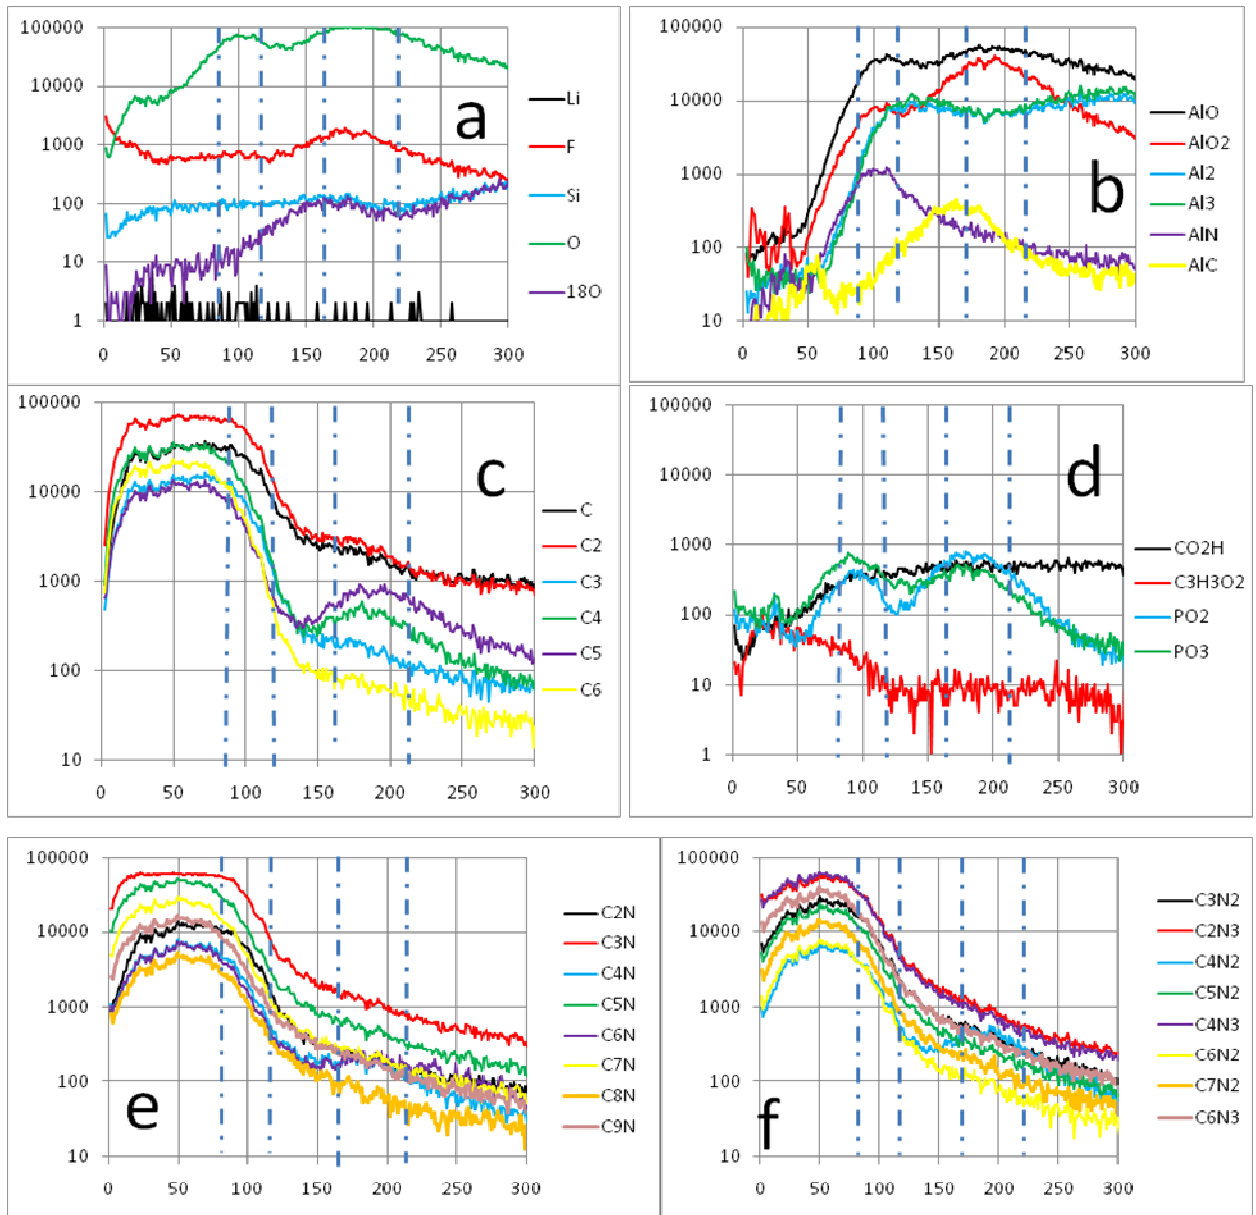 100000
10000
1000
100
10
1
0 50 100 150 200 250 300
a
Li
F
Si
O
18O
100000
10000
1000
100
10
0 50 100 150 200 250 300
b
AlO
AlO2
Al2
Al3
AlN
AlC
100000
10000
1000
100
10
0 50 100 150 200 250 300
c
C
C2
C3
C4
C5
C6
100000
10000
1000
100
10
1
0 50 100 150 200 250 300
d
CO2H
C3H3O2
PO2
PO3
100000
10000
1000
100
10
0 50 100 150 200 250 300
e
C2N
C3N
C4N
C5N
C6N
C7N
C8N
C9N
100000
10000
1000
100
10
0 50 100 150 200 250 300
f
C3N2
C2N3
C4N2
C5N2
C4N3
C6N2
C7N2
C6N3